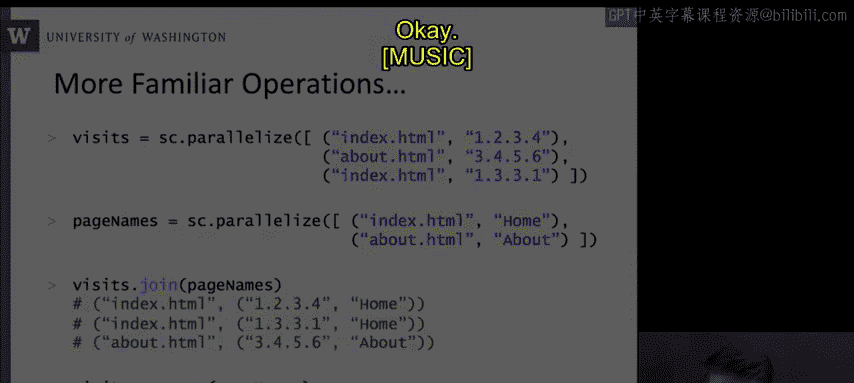 GPT中英字幕课程资源@bilibili.com
Okay.
[MUSIC]
W UNIVERSITY of WASHINGTON
More Familiar Operations…
> visits = sc.parallelize([ (“index.html”, “1.2.3.4”),
(“about.html”, “3.4.5.6”),
(“index.html”, “1.3.3.1”) ])
> pageNames = sc.parallelize([ (“index.html”, “Home”),
(“about.html”, “About”) ])
> visits.join(pageNames)
# (“index.html”, (“1.2.3.4”, “Home”))
# (“index.html”, (“1.3.3.1”, “Home”))
# (“about.html”, (“3.4.5.6”, “About”))